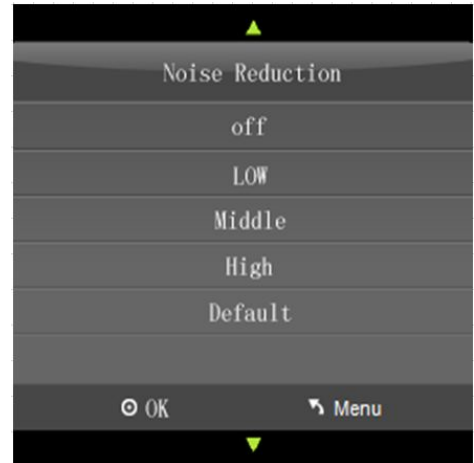 Noise Reduction
off
LOW
Middle
High
Default
OK Menu